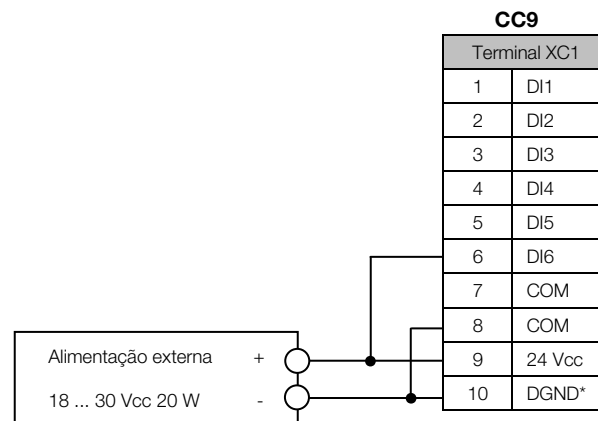 CC9
Terminal XC1
1 DI1
2 DI2
3 DI3
4 DI4
5 DI5
6 DI6
7 COM
8 COM
9 24 Vcc
10 DGND*
Alimentação externa +
18 ... 30 Vcc 20 W -